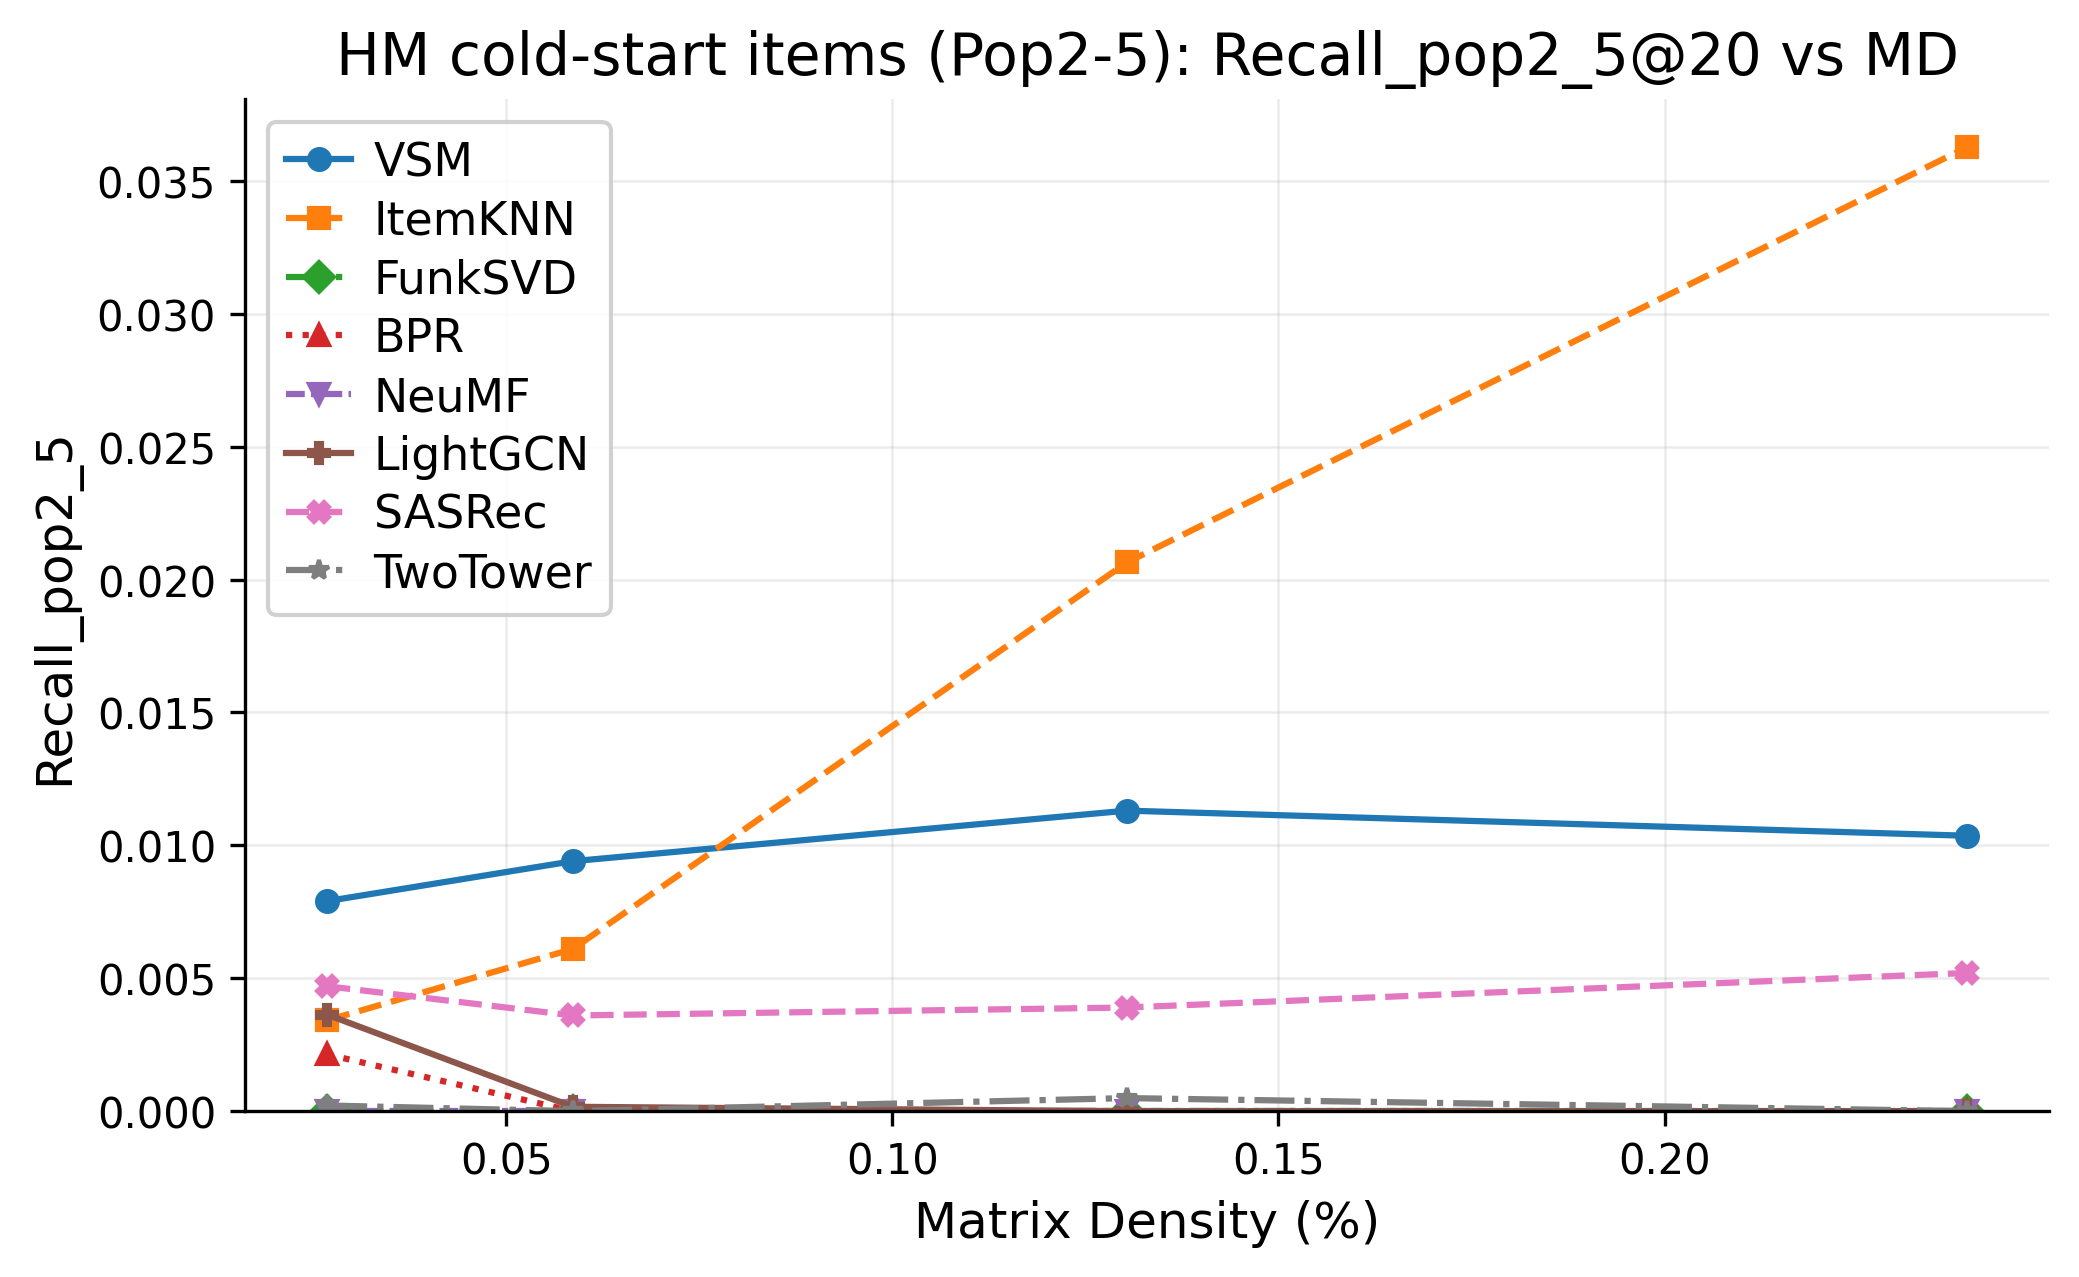 HM cold-start items (Pop2-5): Recall_pop2_5@20 vs MD
VSM
ItemKNN
FunkSVD
BPR
NeuMF
LightGCN
SASRec
TwoTower
Recall_pop2_5
0.035
0.030
0.025
0.020
0.015
0.010
0.005
0.000
0.05 0.10 0.15 0.20
Matrix Density (%)